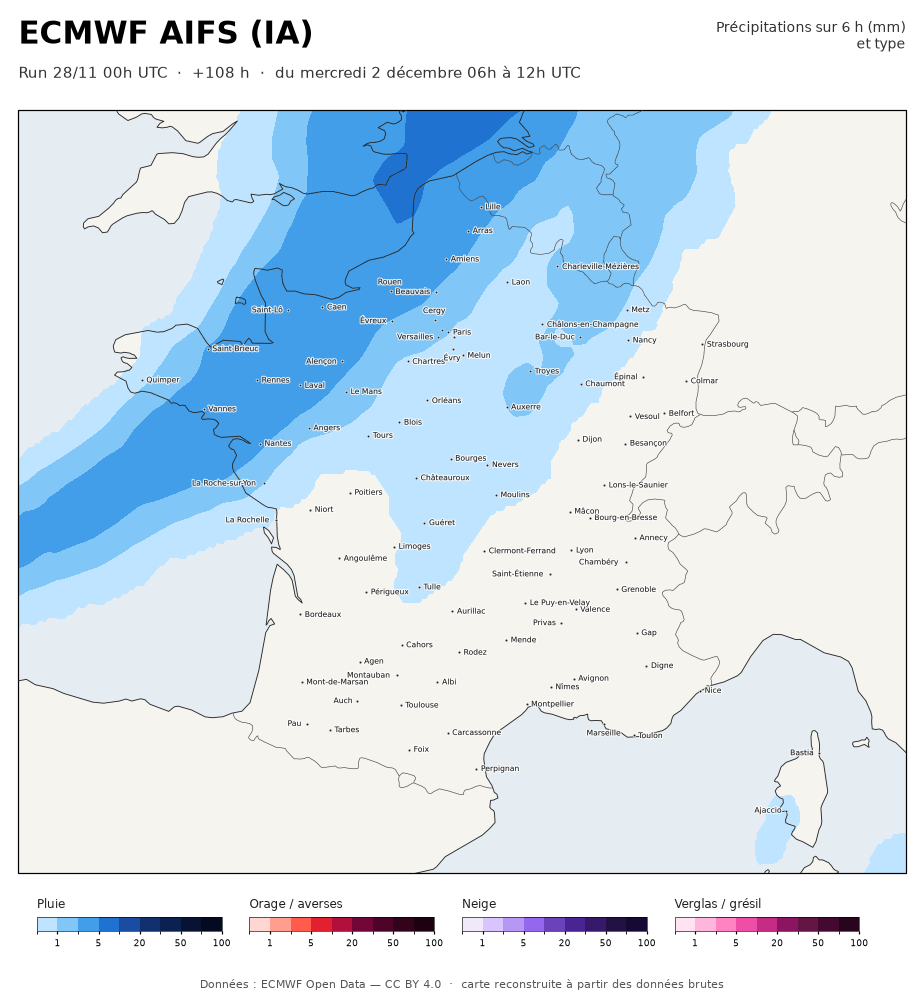 ECMWF AIFS (IA)
Précipitations sur 6 h (mm)
et type
Run 28/11 00h UTC · +108 h · du mercredi 2 décembre 06h à 12h UTC
Lille
Arras
Amiens
Charleville-Mézières
Rouen
Laon
Beauvais
Saint-Lô
Caen
Cergy
Metz
Évreux
Châlons-en-Champagne
Paris
Versailles
Bar-le-Duc
Nancy
Strasbourg
Saint-Brieuc
Évry
Melun
Alençon
Chartres
Troyes
Épinal
Quimper
Rennes
Colmar
Laval
Chaumont
Le Mans
Orléans
Vannes
Auxerre
Vesoul
Belfort
Blois
Angers
Tours
Dijon
Nantes
Besançon
Bourges
Nevers
Châteauroux
La Roche-sur-Yon
Lons-le-Saunier
Poitiers
Moulins
Niort
Mâcon
La Rochelle
Guéret
Bourg-en-Bresse
Annecy
Limoges
Clermont-Ferrand
Lyon
Angoulême
Chambéry
Saint-Étienne
Tulle
Périgueux
Grenoble
Le Puy-en-Velay
Bordeaux
Aurillac
Valence
Privas
Gap
Mende
Cahors
Rodez
Agen
Digne
Montauban
Mont-de-Marsan
Albi
Avignon
Nîmes
Nice
Auch
Toulouse
Montpellier
Pau
Tarbes
Carcassonne
Marseille
Toulon
Foix
Bastia
Perpignan
Ajaccio
Pluie
1 5 20 50 100
Orage / averses
1 5 20 50 100
Neige
1 5 20 50 100
Verglas / grésil
1 5 20 50 100
Données : ECMWF Open Data — CC BY 4.0 · carte reconstruite à partir des données brutes